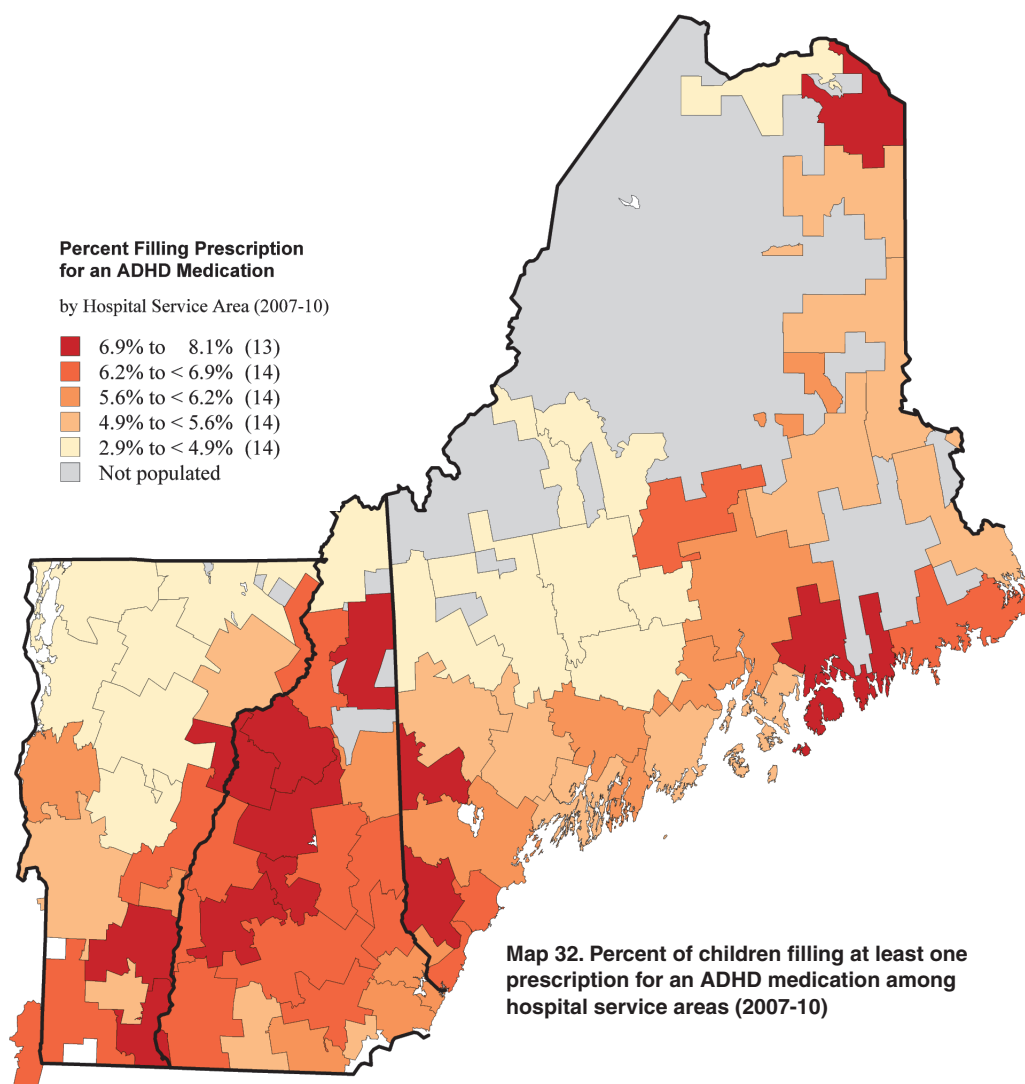 Percent Filling Prescription
for an ADHD Medication
by Hospital Service Area (2007-10)
6.9% to 8.1% (13)
6.2% to < 6.9% (14)
5.6% to < 6.2% (14)
4.9% to < 5.6% (14)
2.9% to < 4.9% (14)
Not populated
Map 32. Percent of children filling at least one
prescription for an ADHD medication among
hospital service areas (2007-10)